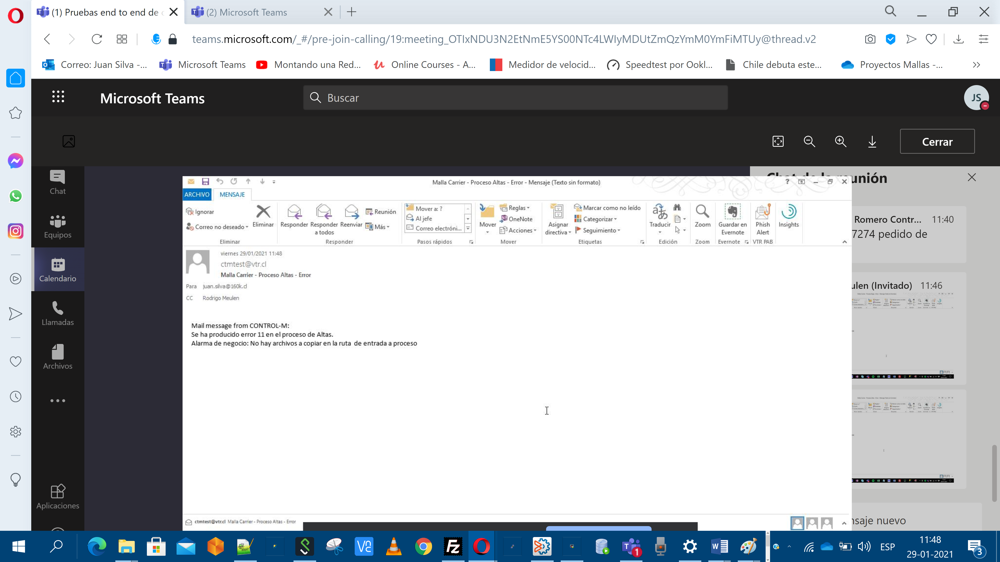 (1) Pruebas end to end de
(2) Microsoft Teams
teams.microsoft.com/_#/pre-join-calling/19:meeting_OTIxNDU3N2EtNmE5YS00NTc4LWIyMDUtZmQzYmM0YmFiMTUy@thread.v2
Correo: Juan Silva -...
Microsoft Teams
Montando una Red...
Online Courses - A...
Medidor de velocid...
Speedtest por Ookl...
Chile debuta este...
Proyectos Mallas -...
Microsoft Teams
Buscar
JS
Cerrar
Chat
Equipos
Calendario
Llamadas
Archivos
Aplicaciones
Malla Carrier - Proceso Altas - Error - Mensaje (Texto sin formato)
ARCHIVO MENSAJE
Ignorar
Correo no deseado
Eliminar
Eliminar
Responder
Responder a todos
Reenviar
Reunión
Más
Responder
Mover a: ?
Al jefe
Correo electróni...
Pasos rápidos
Mover
Reglas
OneNote
Acciones
Mover
Asignar directiva
Marcar como no leído
Categorizar
Seguimiento
Etiquetas
Traducir
Edición
Zoom
Zoom
Guardar en Evernote
Evernote
Phish Alert
VTR PAB
Insights
viernes 29/01/2021 11:48
ctmtest@vtr.cl
Malla Carrier - Proceso Altas - Error
Para juan.silva@160k.cl
CC Rodrigo Meulen
Mail message from CONTROL-M:
Se ha producido error 11 en el proceso de Altas.
Alarma de negocio: No hay archivos a copiar en la ruta de entrada a proceso
ctmtest@vtr.cl Malla Carrier - Proceso Altas - Error
Chat de la reunión
Romero Contr... 11:40
7274 pedido de
ulen (Invitado) 11:46
nsaje nuevo
ESP
11:48
29-01-2021
3
1